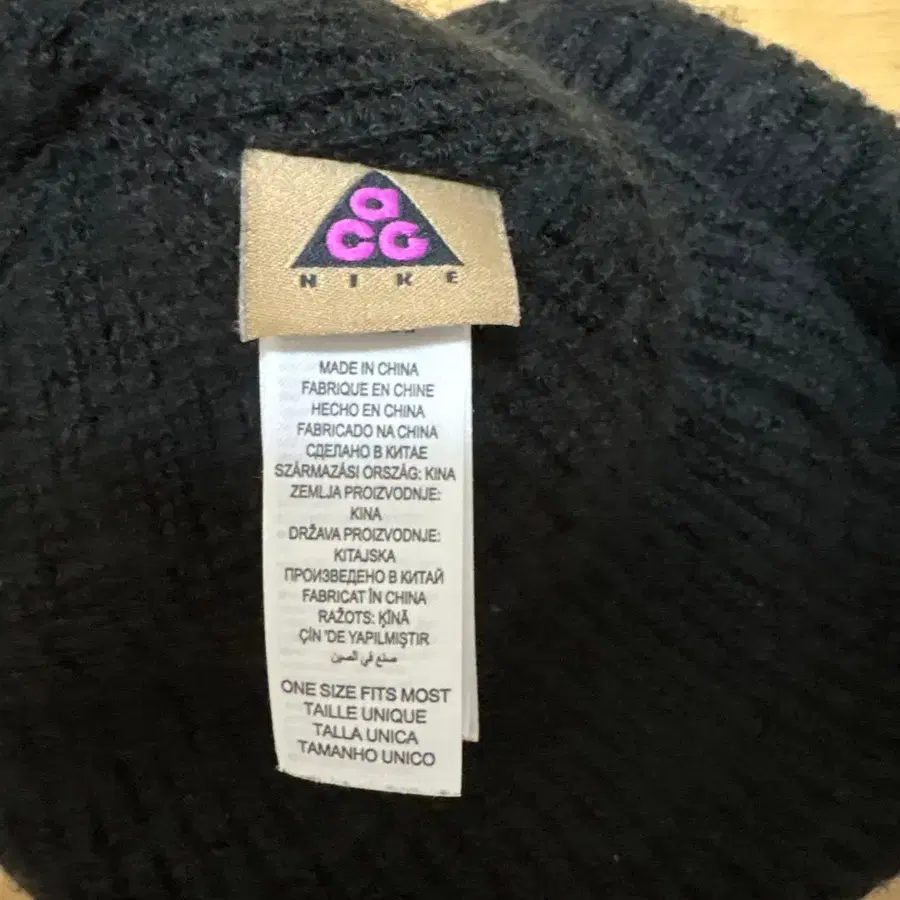 a
CG
NIKE
MADE IN CHINA
FABRIQUE EN CHINE
HECHO EN CHINA
FABRICADO NA CHINA
СДЕЛАНО В КИТАЕ
SZÁRMAZÁSI ORSZÁG: KINA
ZEMLJA PROIZVODNJE:
KINA
DRŽAVA PROIZVODNJE:
KITAJSKA
ПРОИЗВЕДЕНО В КИТАЙ
FABRICAT ÎN CHINA
RAŽOTS: ĶĪNĀ
ÇİN 'DE YAPILMIŞTIR
صنع في الصين
ONE SIZE FITS MOST
TAILLE UNIQUE
TALLA UNICA
TAMANHO UNICO